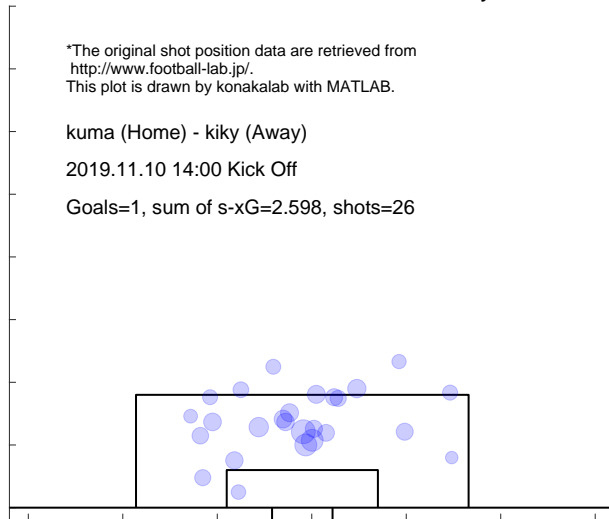 *The original shot position data are retrieved from
http://www.football-lab.jp/.
This plot is drawn by konakalab with MATLAB.
kuma (Home) - kiky (Away)
2019.11.10 14:00 Kick Off
Goals=1, sum of s-xG=2.598, shots=26